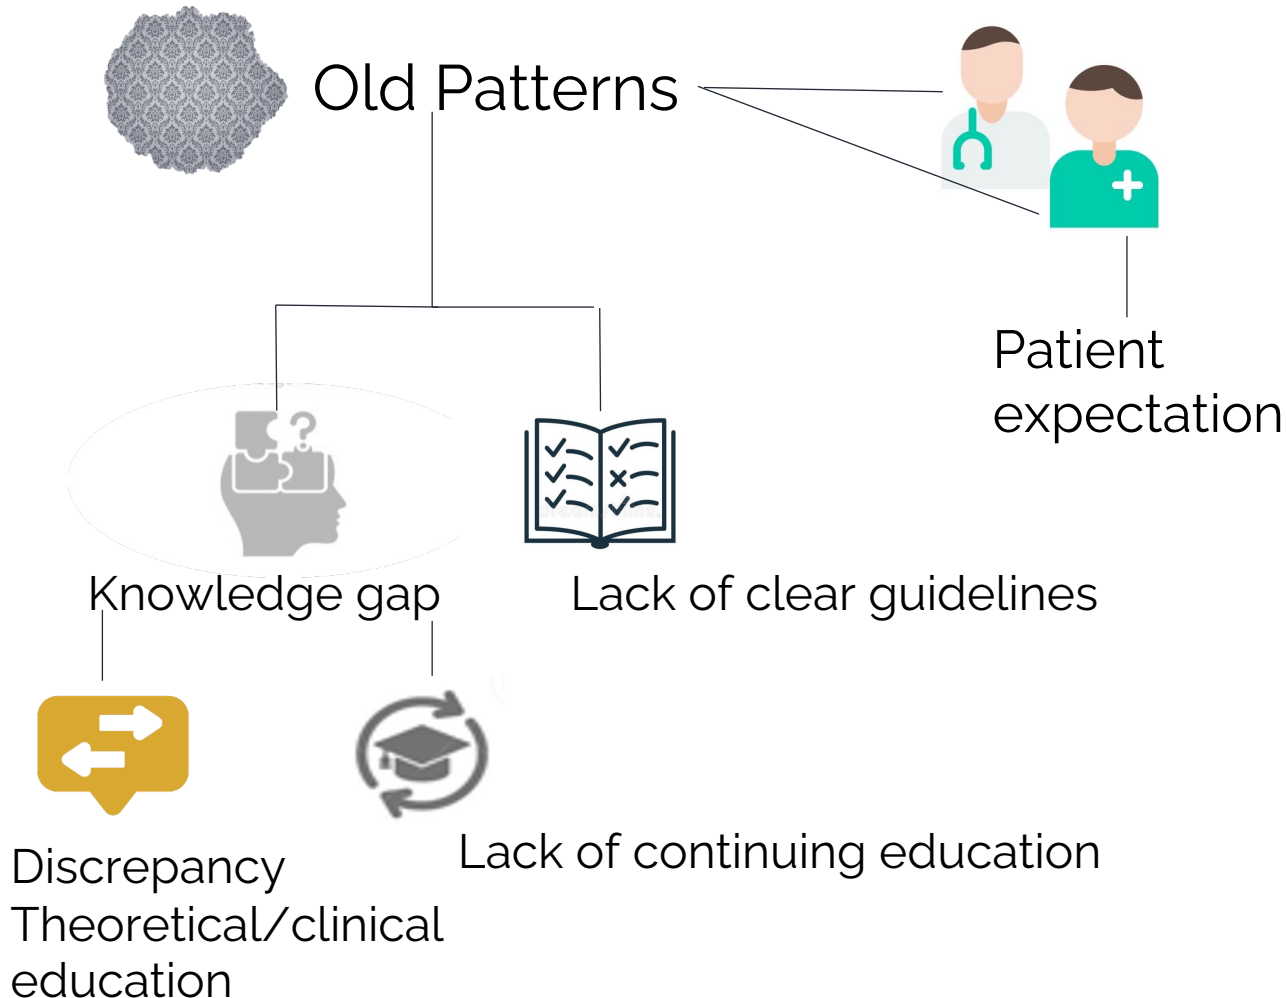 Old Patterns
Patient
expectation
Knowledge gap
Lack of clear guidelines
Discrepancy
Theoretical/clinical
education
Lack of continuing education